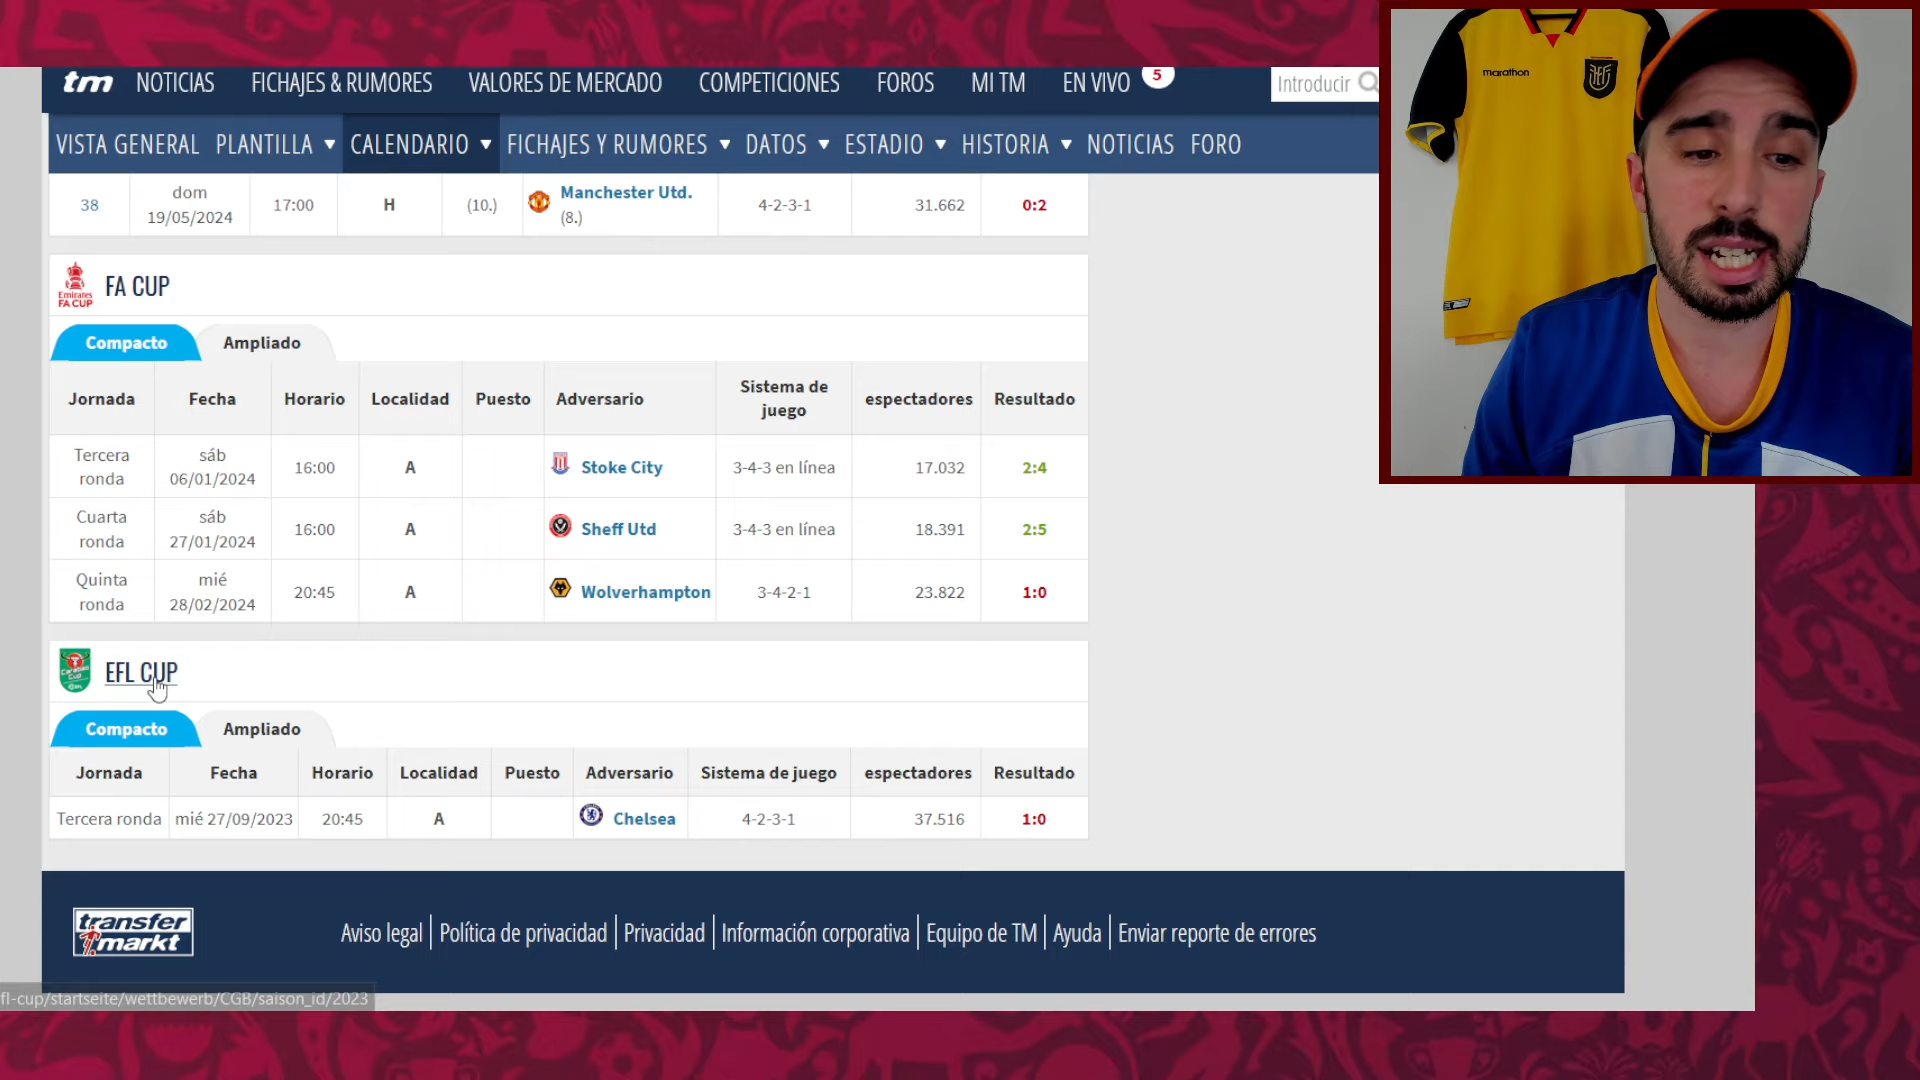 tm NOTICIAS FICHAJES & RUMORES VALORES DE MERCADO COMPETICIONES FOROS MI TM EN VIVO 5 Introducir
VISTA GENERAL PLANTILLA CALENDARIO FICHAJES Y RUMORES DATOS ESTADIO HISTORIA NOTICIAS FORO
marathon
FEF
38 dom 19/05/2024 17:00 H (10.) Manchester Utd. (8.) 4-2-3-1 31.662 0:2
Emirates FA CUP
FA CUP
Compacto Ampliado
Jornada Fecha Horario Localidad Puesto Adversario Sistema de juego espectadores Resultado
Tercera ronda sáb 06/01/2024 16:00 A Stoke City 3-4-3 en línea 17.032 2:4
Cuarta ronda sáb 27/01/2024 16:00 A Sheff Utd 3-4-3 en línea 18.391 2:5
Quinta ronda mié 28/02/2024 20:45 A Wolverhampton 3-4-2-1 23.822 1:0
Carabao Cup
EFL CUP
Compacto Ampliado
Jornada Fecha Horario Localidad Puesto Adversario Sistema de juego espectadores Resultado
Tercera ronda mié 27/09/2023 20:45 A Chelsea 4-2-3-1 37.516 1:0
transfermarkt
Aviso legal Política de privacidad Privacidad Información corporativa Equipo de TM Ayuda Enviar reporte de errores
fl-cup/startseite/wettbewerb/CGB/saison_id/2023